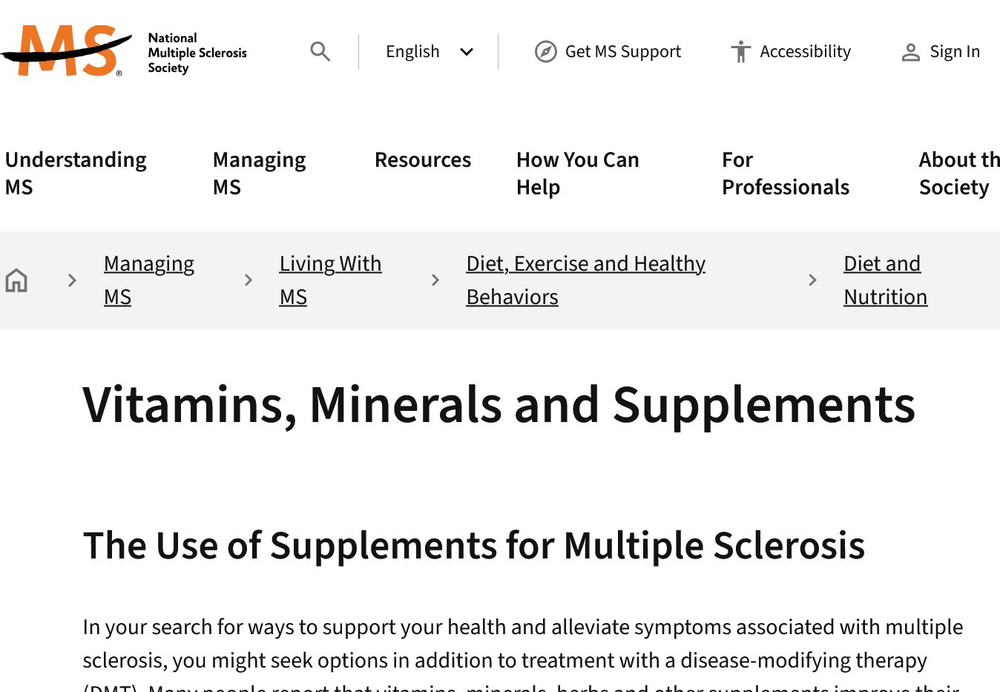 MS®
National
Multiple Sclerosis
Society
English
Get MS Support
Accessibility
Sign In
Understanding
MS
Managing
MS
Resources
How You Can
Help
For
Professionals
About th
Society
Managing
MS
Living With
MS
Diet, Exercise and Healthy
Behaviors
Diet and
Nutrition
Vitamins, Minerals and Supplements
The Use of Supplements for Multiple Sclerosis
In your search for ways to support your health and alleviate symptoms associated with multiple
sclerosis, you might seek options in addition to treatment with a disease-modifying therapy
(DMT). Many people report that vitamins, minerals, herbs and other supplements improve their